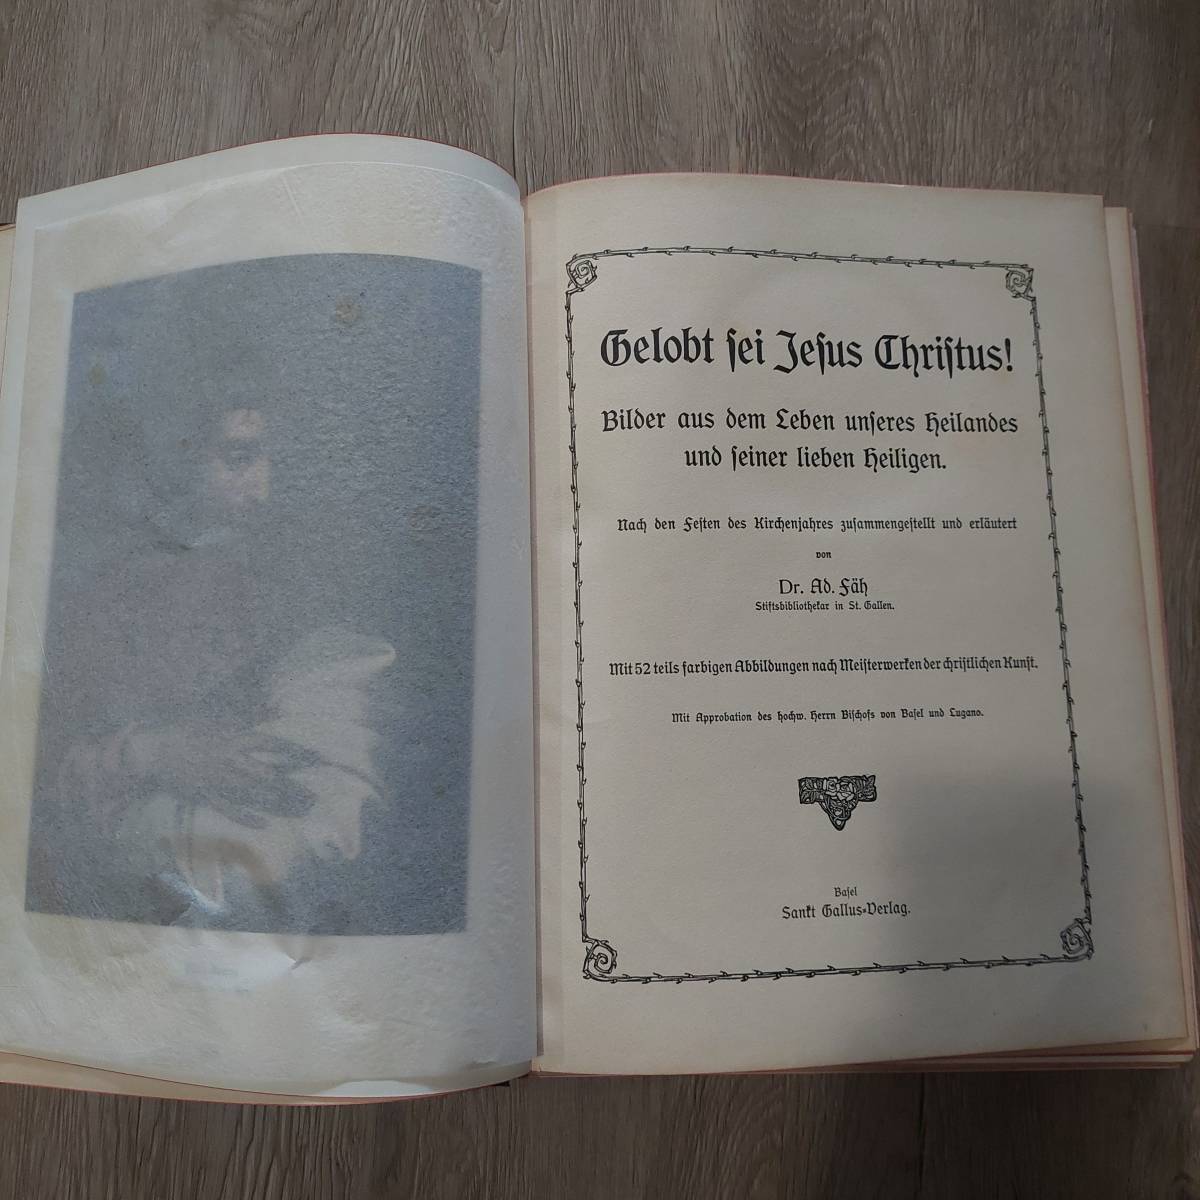 Gelobt sei Jesus Christus!
Bilder aus dem Leben unseres Heilandes
und seiner lieben Heiligen.
Nach den Festen des Kirchenjahres zusammengestellt und erläutert
von
Dr. Ad. Fäh
Stiftsbibliothekar in St. Gallen.
Mit 52 teils farbigen Abbildungen nach Meisterwerken der christlichen Kunst.
Mit Approbation des hochw. Herrn Bischofs von Basel und Lugano.
Basel
Sankt Gallus-Verlag.